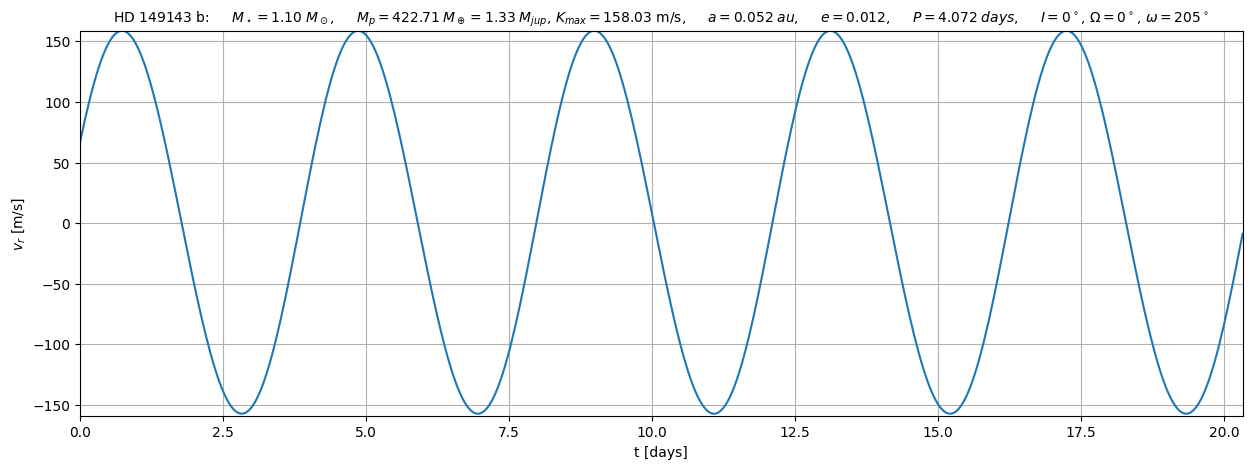 HD 149143 b: M⋆ = 1.10 M⊙, Mp = 422.71 M⊕ = 1.33 Mjup, Kmax = 158.03 m/s, a = 0.052 au, e = 0.012, P = 4.072 days, I = 0°, Ω = 0°, ω = 205°
150
100
50
0
−50
−100
−150
vr [m/s]
0.0 2.5 5.0 7.5 10.0 12.5 15.0 17.5 20.0
t [days]